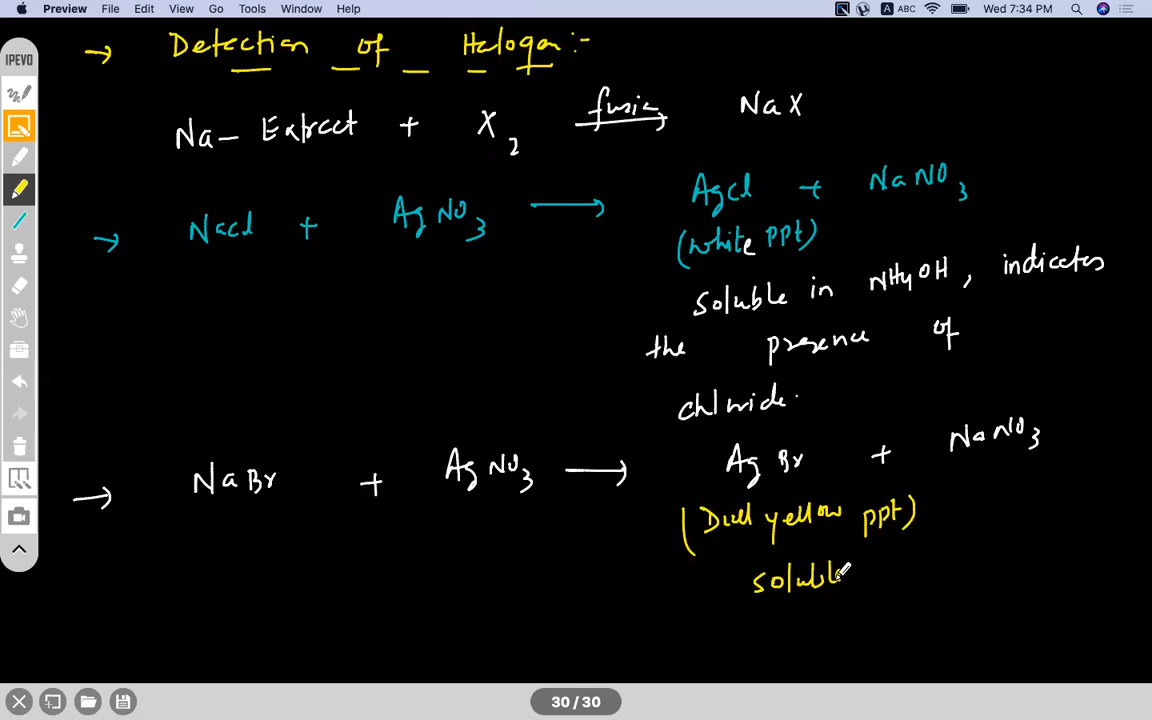 Preview File Edit View Go Tools Window Help A ABC Wed 7:34 PM
IPEVO
→ Detection of Halogen :-
Na- Extract + X2 fusion NaX
→ NaCl + AgNO3 → AgCl + NaNO3
(white ppt)
soluble in NH4OH, indicates
the presence of
chloride.
→ NaBr + AgNO3 → AgBr + NaNO3
(Dull yellow ppt)
soluble
30/30